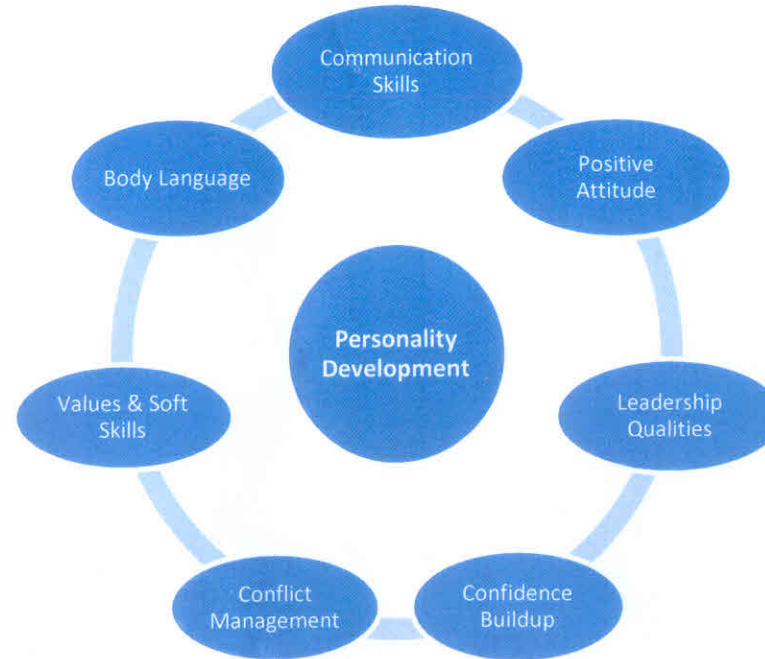 Communication
Skills
Positive
Attitude
Leadership
Qualities
Confidence
Buildup
Conflict
Management
Values & Soft
Skills
Body Language
Personality
Development